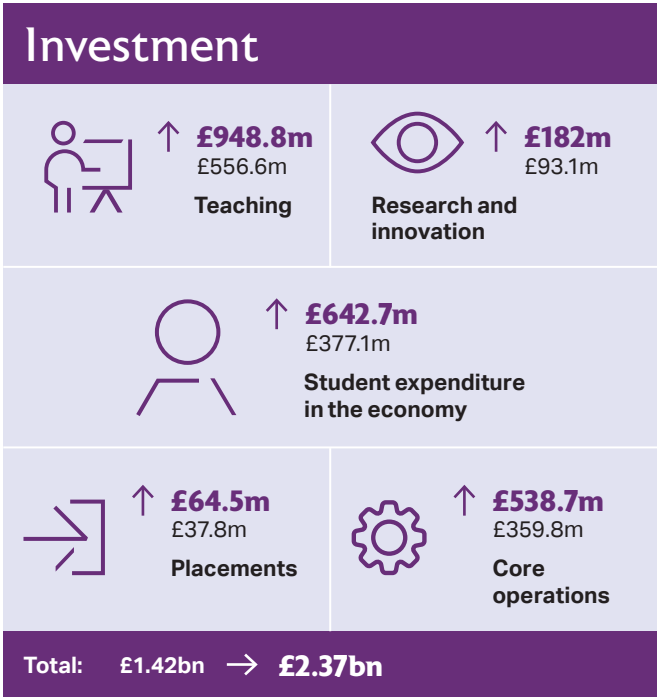 Investment
£948.8m
£556.6m
Teaching
£182m
£93.1m
Research and
innovation
£642.7m
£377.1m
Student expenditure
in the economy
£64.5m
£37.8m
Placements
£538.7m
£359.8m
Core
operations
Total: £1.42bn → £2.37bn